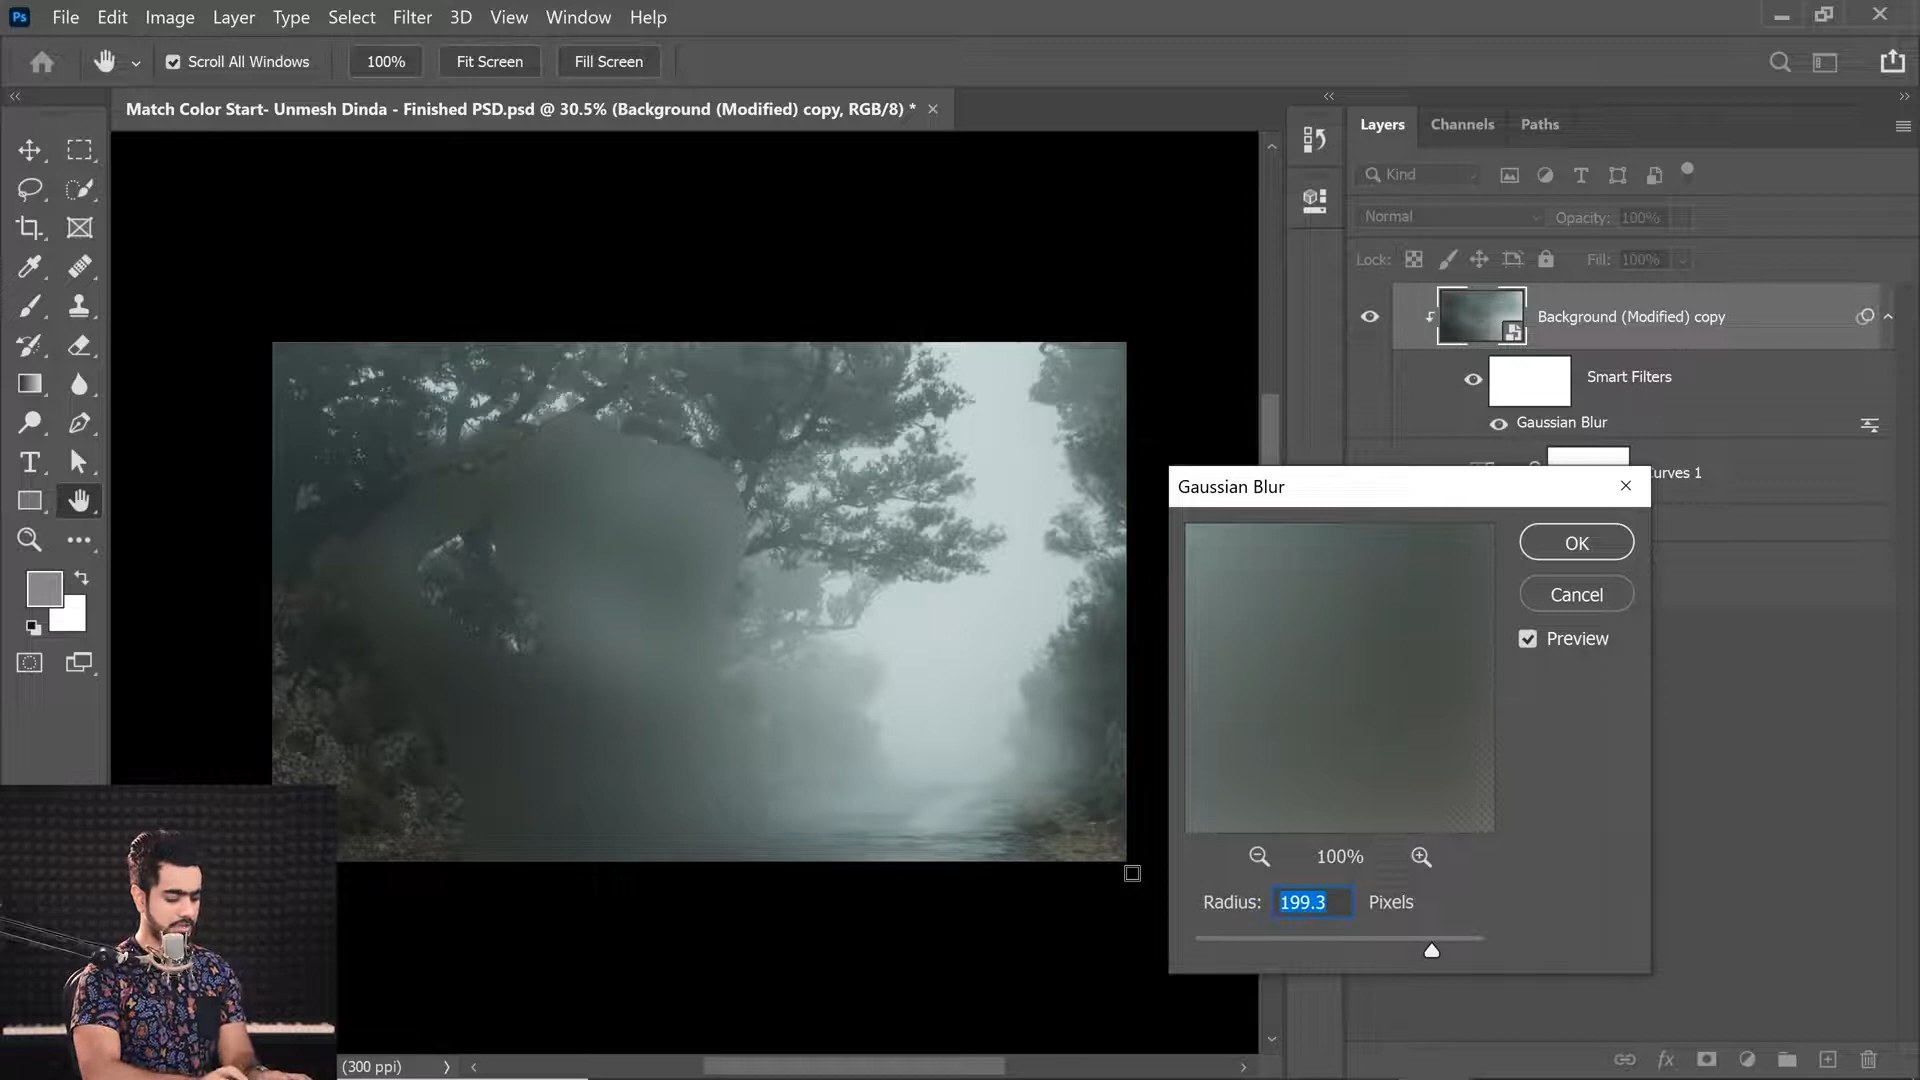 Ps File Edit Image Layer Type Select Filter 3D View Window Help
Scroll All Windows 100% Fit Screen Fill Screen
Match Color Start- Unmesh Dinda - Finished PSD.psd @ 30.5% (Background (Modified) copy, RGB/8) *
Layers Channels Paths
Kind
Normal Opacity: 100%
Lock: Fill: 100%
Background (Modified) copy
Smart Filters
Gaussian Blur
urves 1
Gaussian Blur
OK
Cancel
Preview
100%
Radius: 199.3 Pixels
(300 ppi)
fx